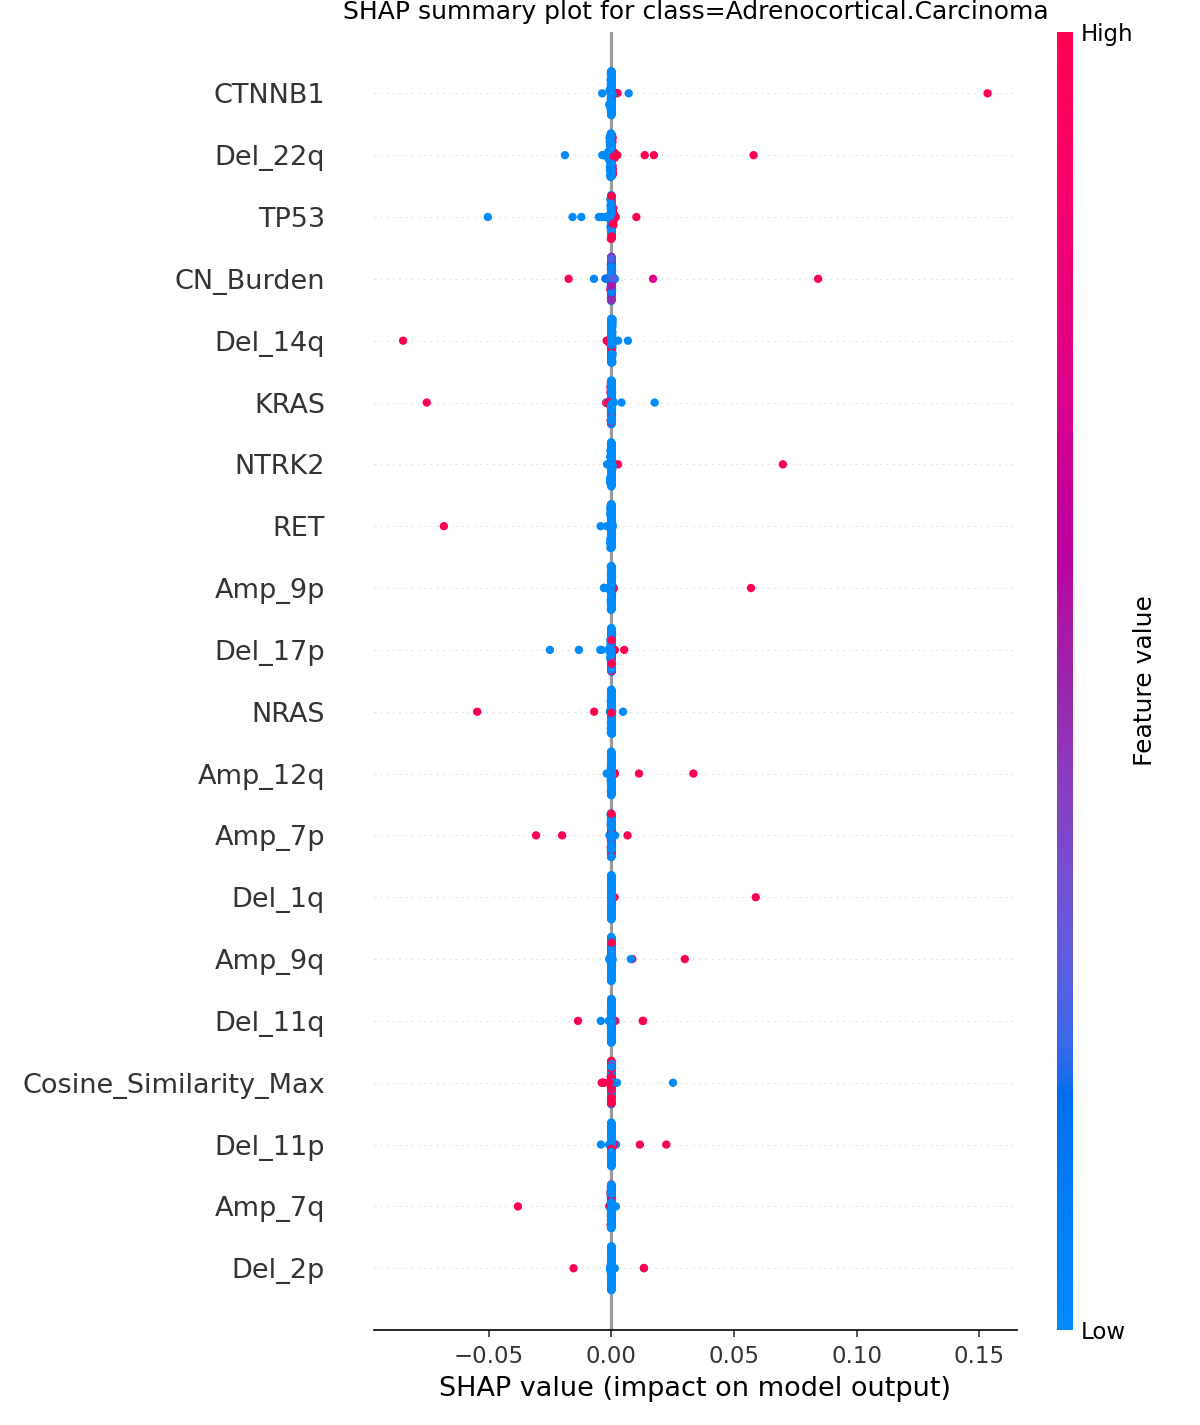 SHAP summary plot for class=Adrenocortical.Carcinoma
High
CTNNB1
Del_22q
TP53
CN_Burden
Del_14q
KRAS
NTRK2
RET
Amp_9p
Del_17p
NRAS
Amp_12q
Amp_7p
Del_1q
Amp_9q
Del_11q
Cosine_Similarity_Max
Del_11p
Amp_7q
Del_2p
Feature value
Low
−0.05 0.00 0.05 0.10 0.15
SHAP value (impact on model output)